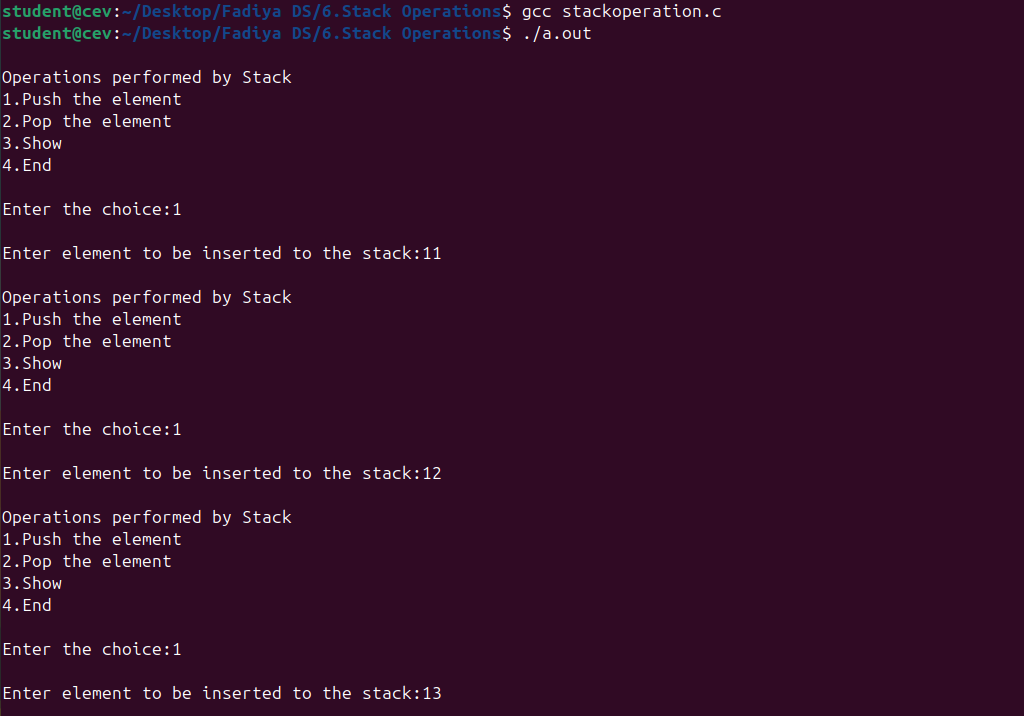 student@cev:~/Desktop/Fadiya DS/6.Stack Operations$ gcc stackoperation.c
student@cev:~/Desktop/Fadiya DS/6.Stack Operations$ ./a.out
Operations performed by Stack
1.Push the element
2.Pop the element
3.Show
4.End
Enter the choice:1
Enter element to be inserted to the stack:11
Operations performed by Stack
1.Push the element
2.Pop the element
3.Show
4.End
Enter the choice:1
Enter element to be inserted to the stack:12
Operations performed by Stack
1.Push the element
2.Pop the element
3.Show
4.End
Enter the choice:1
Enter element to be inserted to the stack:13